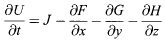 ∂U/∂t = J − ∂F/∂x − ∂G/∂y − ∂H/∂z